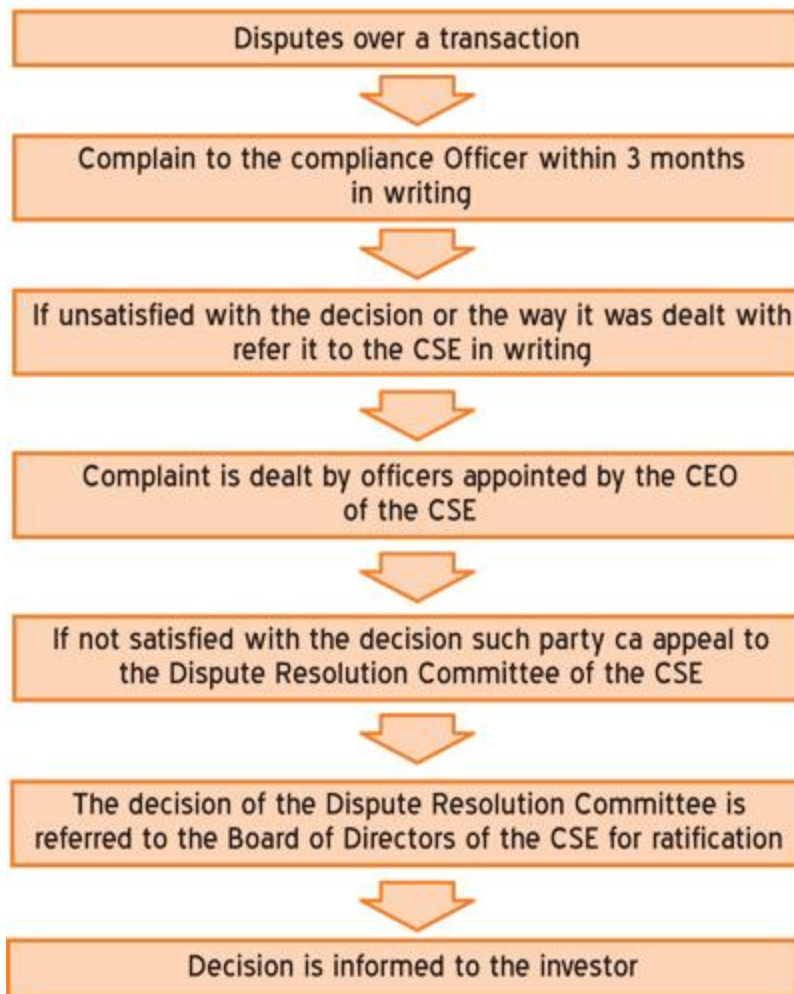 Disputes over a transaction
Complain to the compliance Officer within 3 months
in writing
If unsatisfied with the decision or the way it was dealt with
refer it to the CSE in writing
Complaint is dealt by officers appointed by the CEO
of the CSE
If not satisfied with the decision such party ca appeal to
the Dispute Resolution Committee of the CSE
The decision of the Dispute Resolution Committee is
referred to the Board of Directors of the CSE for ratification
Decision is informed to the investor